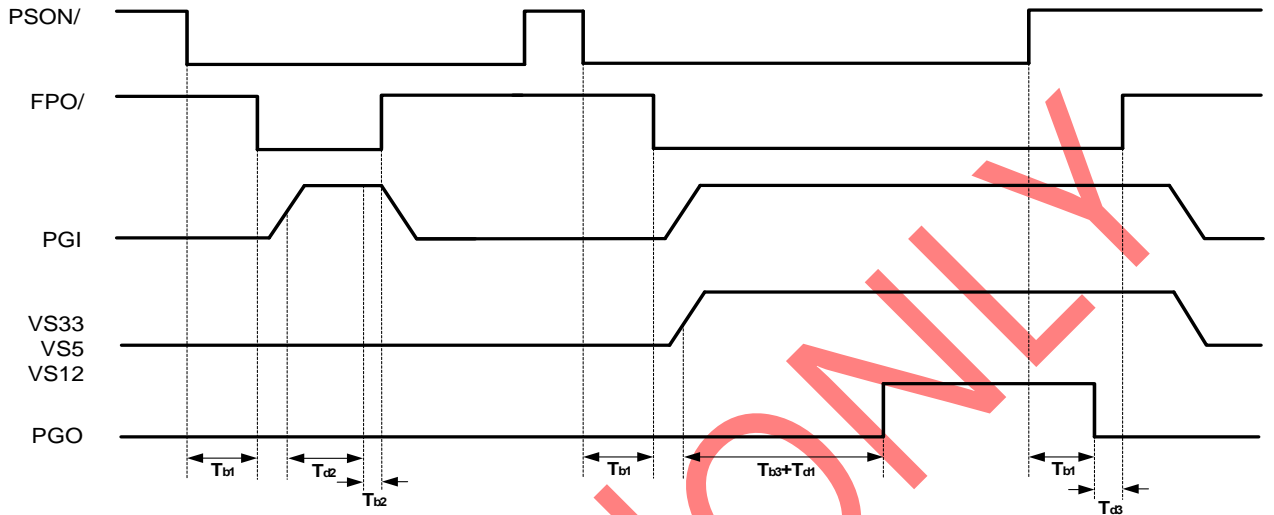 PSON/
FPO/
PGI
VS33
VS5
VS12
PGO
Tb1
Td2
Tb2
Tb1
Tb3+Td1
Tb1
Td3
ONLY